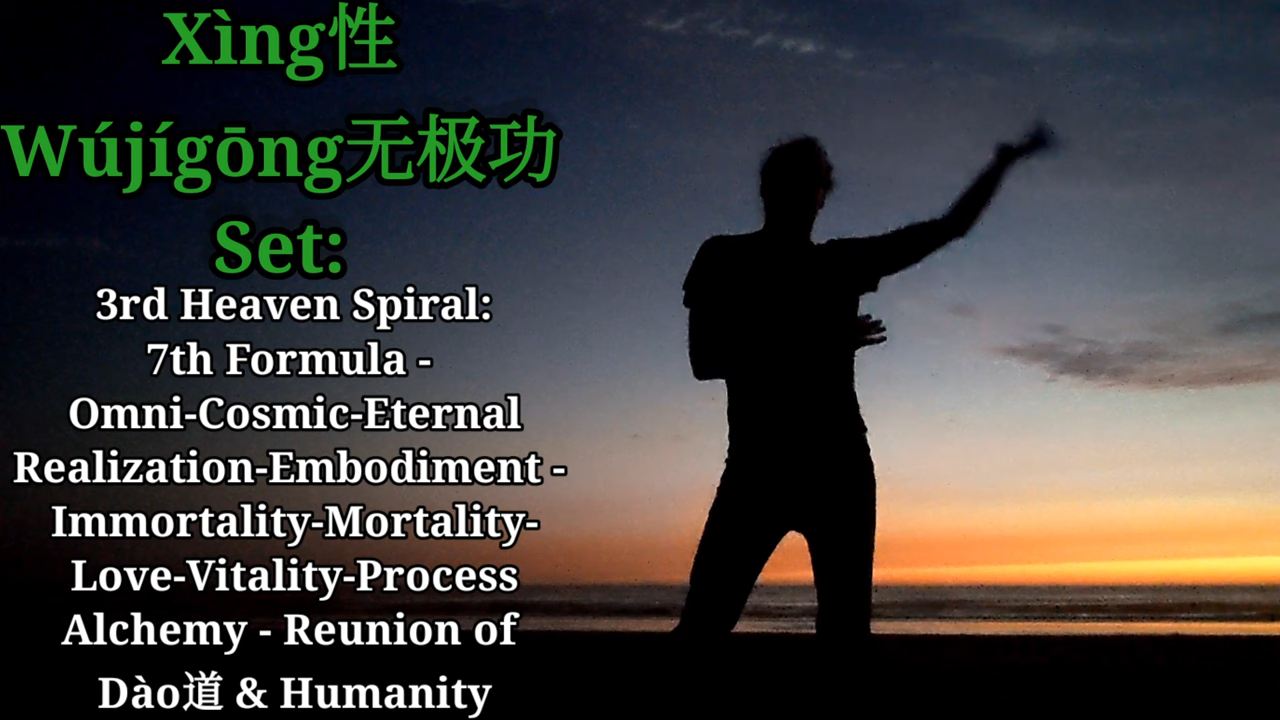 Xìng性
Wújígōng无极功
Set:
3rd Heaven Spiral:
7th Formula -
Omni-Cosmic-Eternal
Realization-Embodiment -
Immortality-Mortality-
Love-Vitality-Process
Alchemy - Reunion of
Dào道 & Humanity